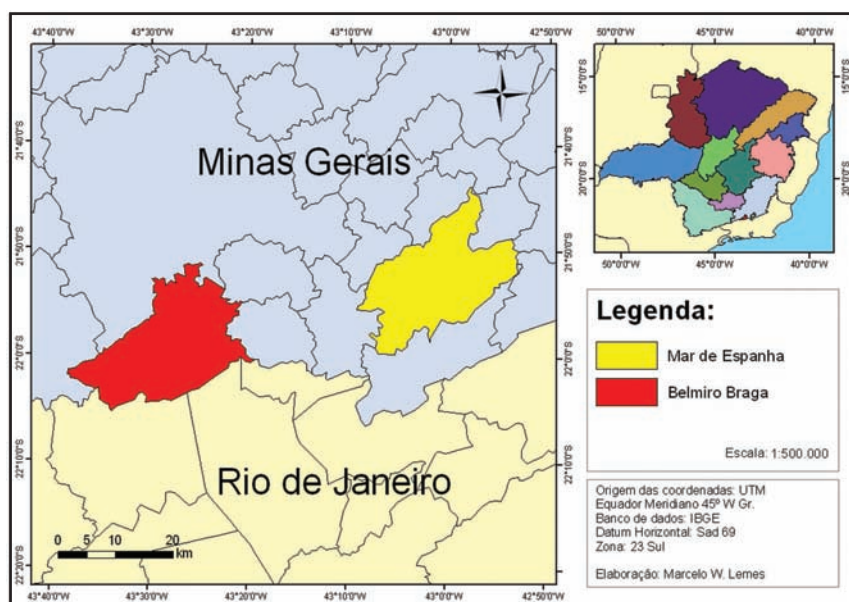 43°40'0"W 43°30'0"W 43°20'0"W 43°10'0"W 43°0'0"W 42°50'0"W
N
21°40'0"S 21°40'0"S
Minas Gerais
21°50'0"S 21°50'0"S
22°0'0"S 22°0'0"S
22°10'0"S 22°10'0"S
Rio de Janeiro
0 5 10 20
km
22°20'0"S 22°20'0"S
43°40'0"W 43°30'0"W 43°20'0"W 43°10'0"W 43°0'0"W 42°50'0"W
50°0'0"W 45°0'0"W 40°0'0"W
15°0'0"S 15°0'0"S
20°0'0"S 20°0'0"S
50°0'0"W 45°0'0"W 40°0'0"W
Legenda:
Mar de Espanha
Belmiro Braga
Escala: 1:500.000
Origem das coordenadas: UTM
Equador Meridiano 45º W Gr.
Banco de dados: IBGE
Datum Horizontal: Sad 69
Zona: 23 Sul
Elaboração: Marcelo W. Lemes